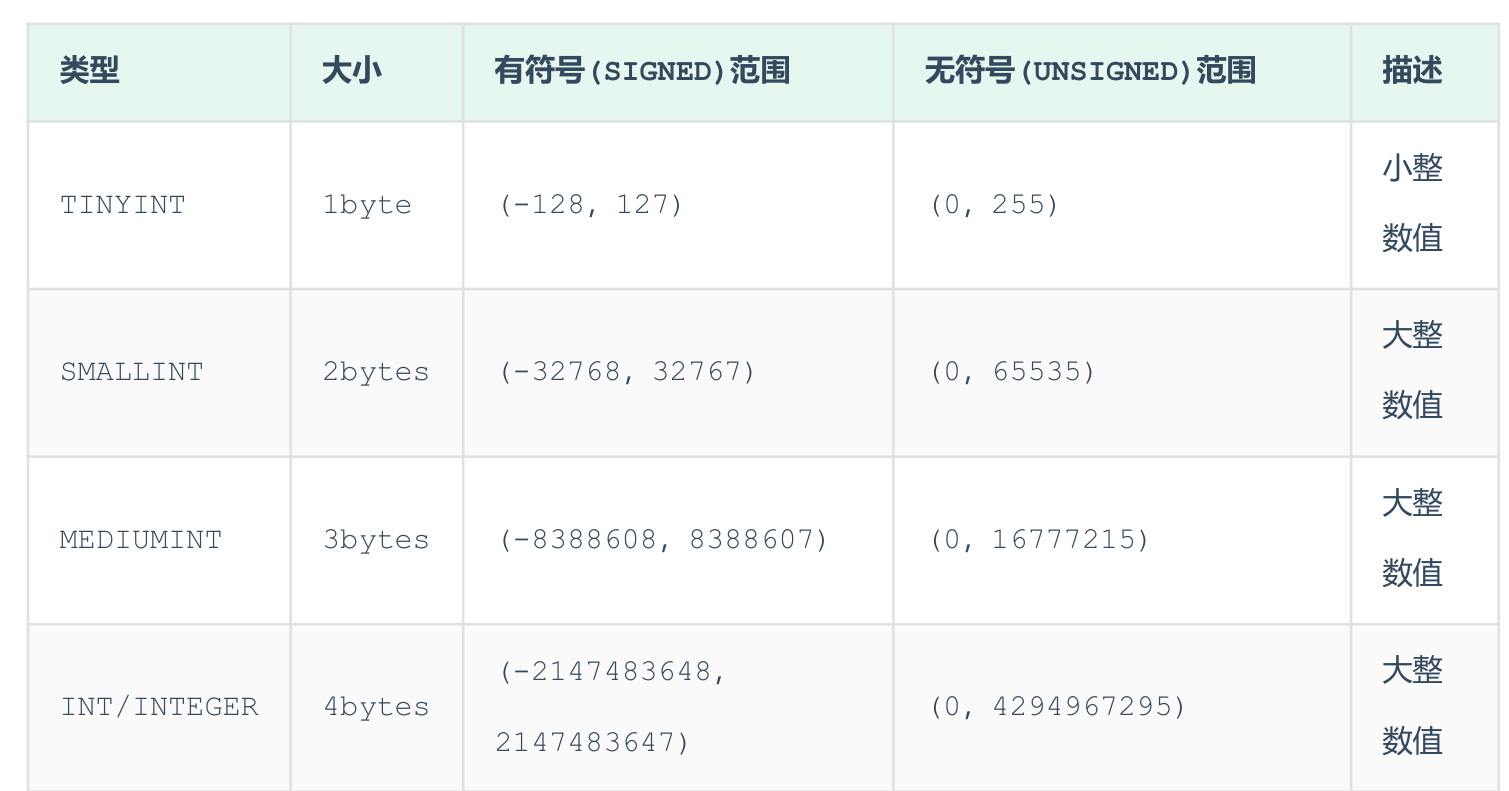 类型 大小 有符号(SIGNED)范围 无符号(UNSIGNED)范围 描述
TINYINT 1byte (-128, 127) (0, 255) 小整
数值
SMALLINT 2bytes (-32768, 32767) (0, 65535) 大整
数值
MEDIUMINT 3bytes (-8388608, 8388607) (0, 16777215) 大整
数值
INT/INTEGER 4bytes (-2147483648,
2147483647) (0, 4294967295) 大整
数值